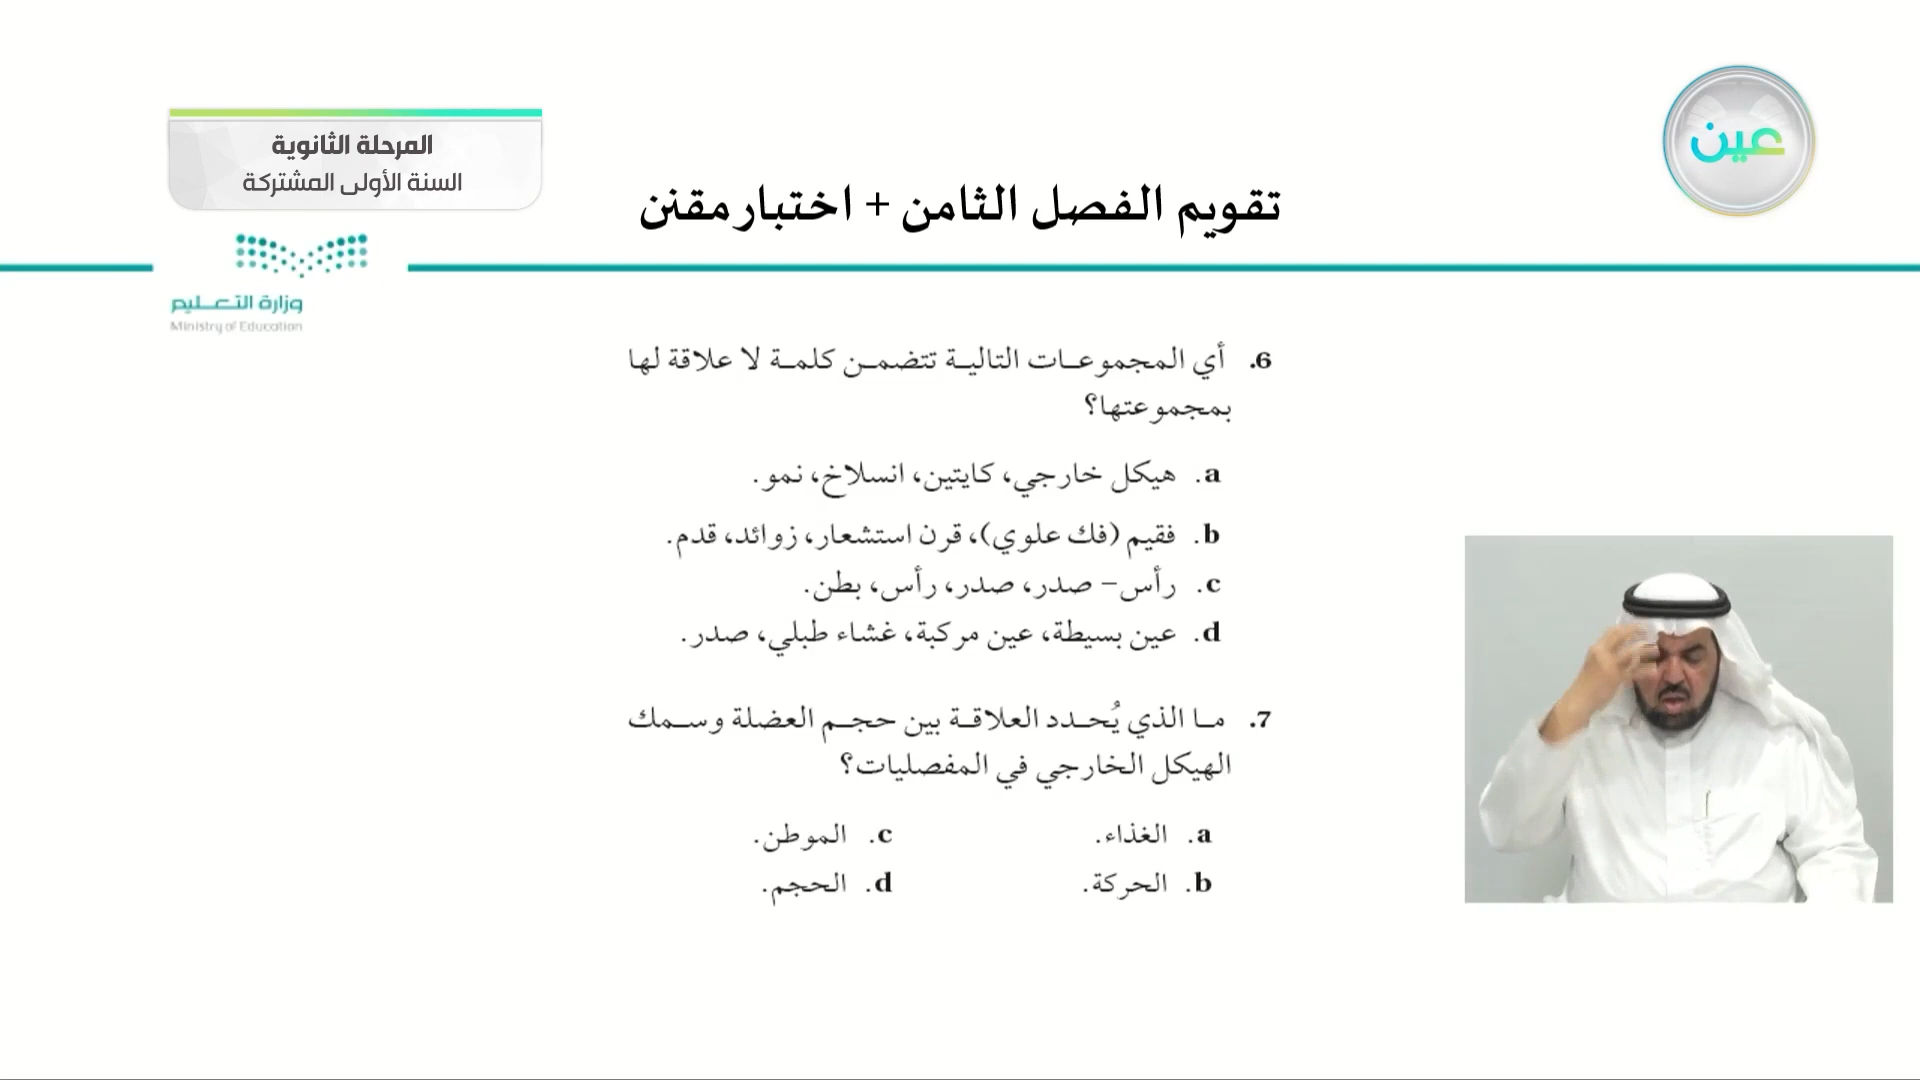 عين
المرحلة الثانوية
السنة الأولى المشتركة
تقويم الفصل الثامن + اختبار مقنن
وزارة التعليم
Ministry of Education
6. أي المجموعات التالية تتضمن كلمة لا علاقة لها
بمجموعتها؟
a. هيكل خارجي، كايتين، انسلاخ، نمو.
b. فقيم (فك علوي)، قرن استشعار، زوائد، قدم.
c. رأس- صدر، صدر، رأس، بطن.
d. عين بسيطة، عين مركبة، غشاء طبلي، صدر.
7. ما الذي يُحدد العلاقة بين حجم العضلة وسمك
الهيكل الخارجي في المفصليات؟
a. الغذاء. c. الموطن.
b. الحركة. d. الحجم.